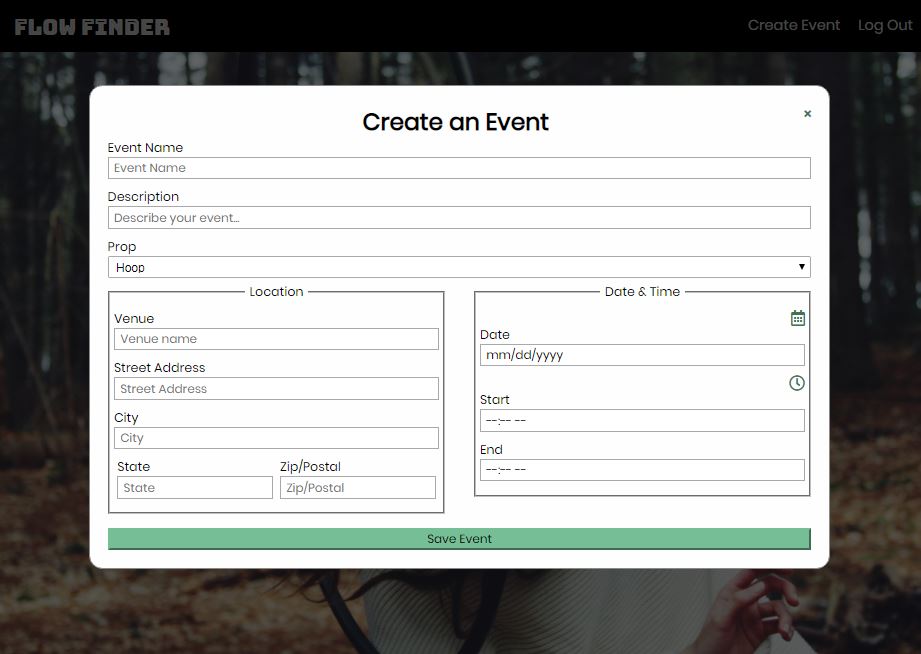 FLOW FINDER
Create Event Log Out
Create an Event
×
Event Name
Event Name
Description
Describe your event...
Prop
Hoop
Location
Venue
Venue name
Street Address
Street Address
City
City
State Zip/Postal
State Zip/Postal
Date & Time
Date
mm/dd/yyyy
Start
--:-- --
End
--:-- --
Save Event